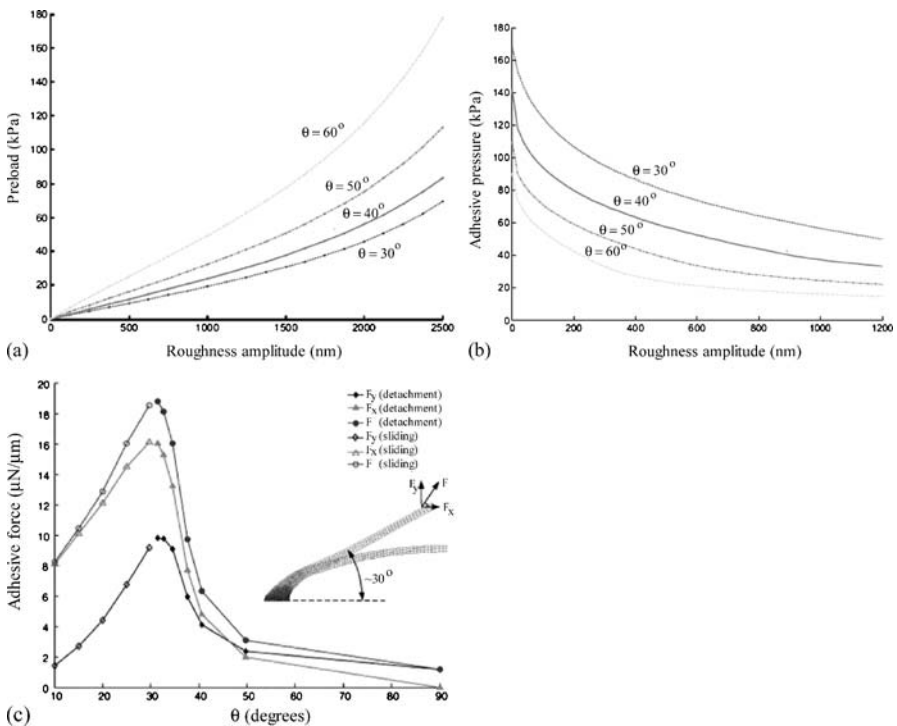 180
160
140
120
100
80
60
40
20
0
Preload (kPa)
θ = 60°
θ = 50°
θ = 40°
θ = 30°
0 500 1000 1500 2000 2500
(a) Roughness amplitude (nm)
180
160
140
120
100
80
60
40
20
0
Adhesive pressure (kPa)
θ = 30°
θ = 40°
θ = 50°
θ = 60°
0 200 400 600 800 1000 1200
(b) Roughness amplitude (nm)
20
18
16
14
12
10
8
6
4
2
0
Adhesive force (μN/μm)
Fy (detachment)
Fx (detachment)
F (detachment)
Fy (sliding)
Fx (sliding)
F (sliding)
Fy F
Fx
~30°
10 20 30 40 50 60 70 80 90
(c) θ (degrees)